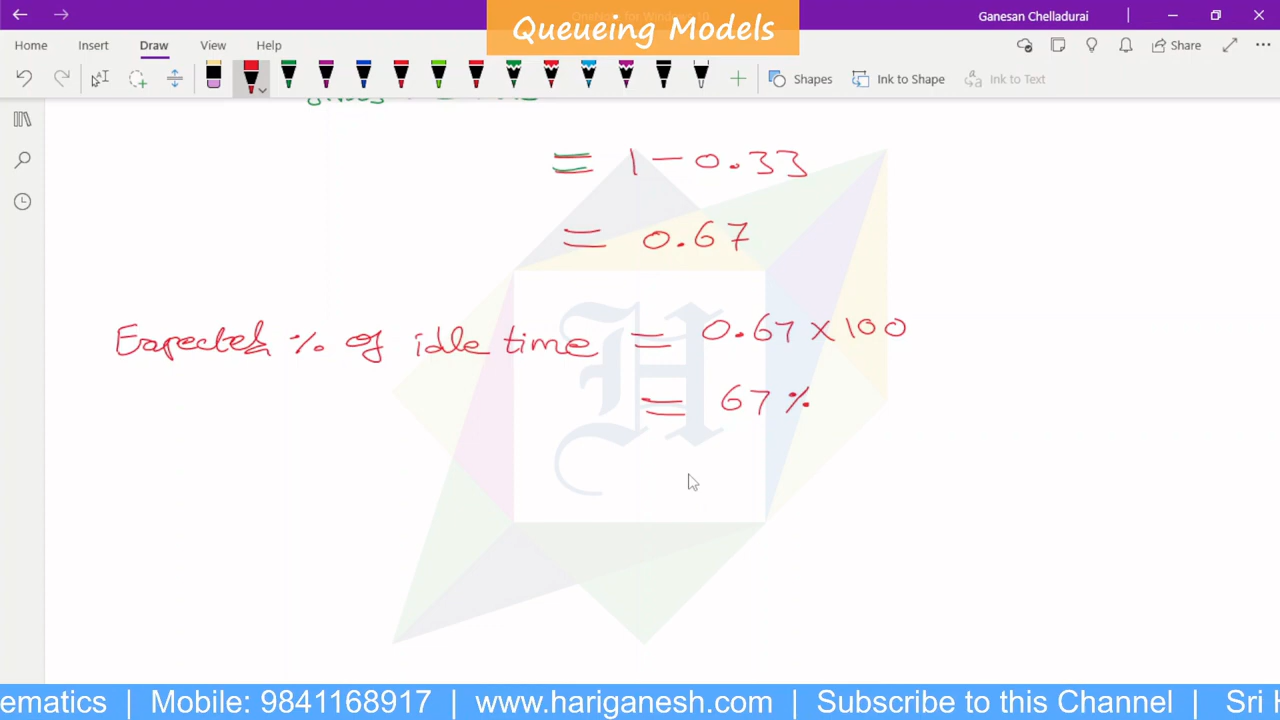 Queueing Models
Ganesan Chelladurai
Home Insert Draw View Help
Share
Shapes Ink to Shape Ink to Text
= 1 - 0.33
= 0.67
Expected % of idle time = 0.67 × 100
= 67 %
H
ematics | Mobile: 9841168917 | www.hariganesh.com | Subscribe to this Channel | Sri H